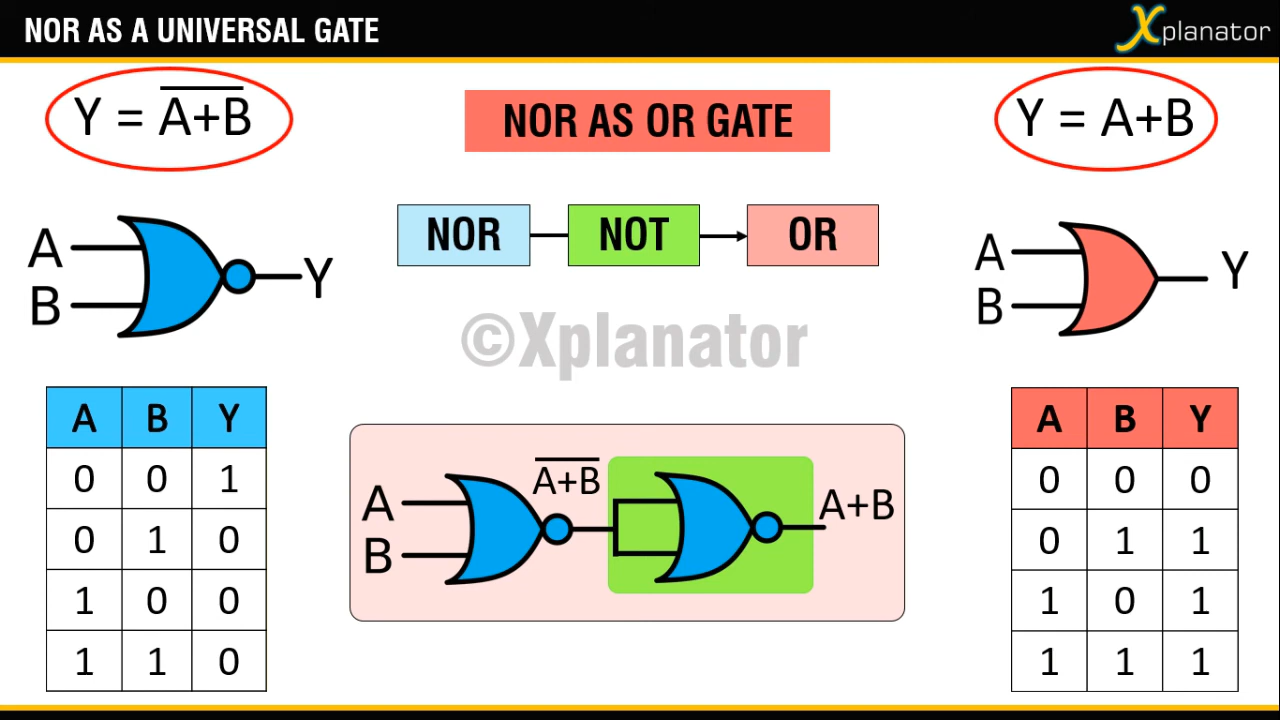 NOR AS A UNIVERSAL GATE
Xplanator
Y = A̅+̅B̅
NOR AS OR GATE
Y = A+B
NOR
NOT
OR
A
B
Y
A
B
Y
©Xplanator
A B Y
0 0 1
0 1 0
1 0 0
1 1 0
A
B
A̅+̅B̅
A+B
A B Y
0 0 0
0 1 1
1 0 1
1 1 1